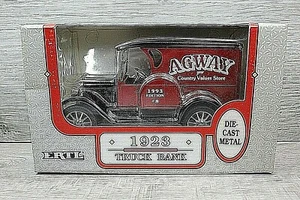 AGWAY
Country Values Store
1993
EDITION
DIE-
CAST
METAL
1923
TRUCK BANK
ERTL